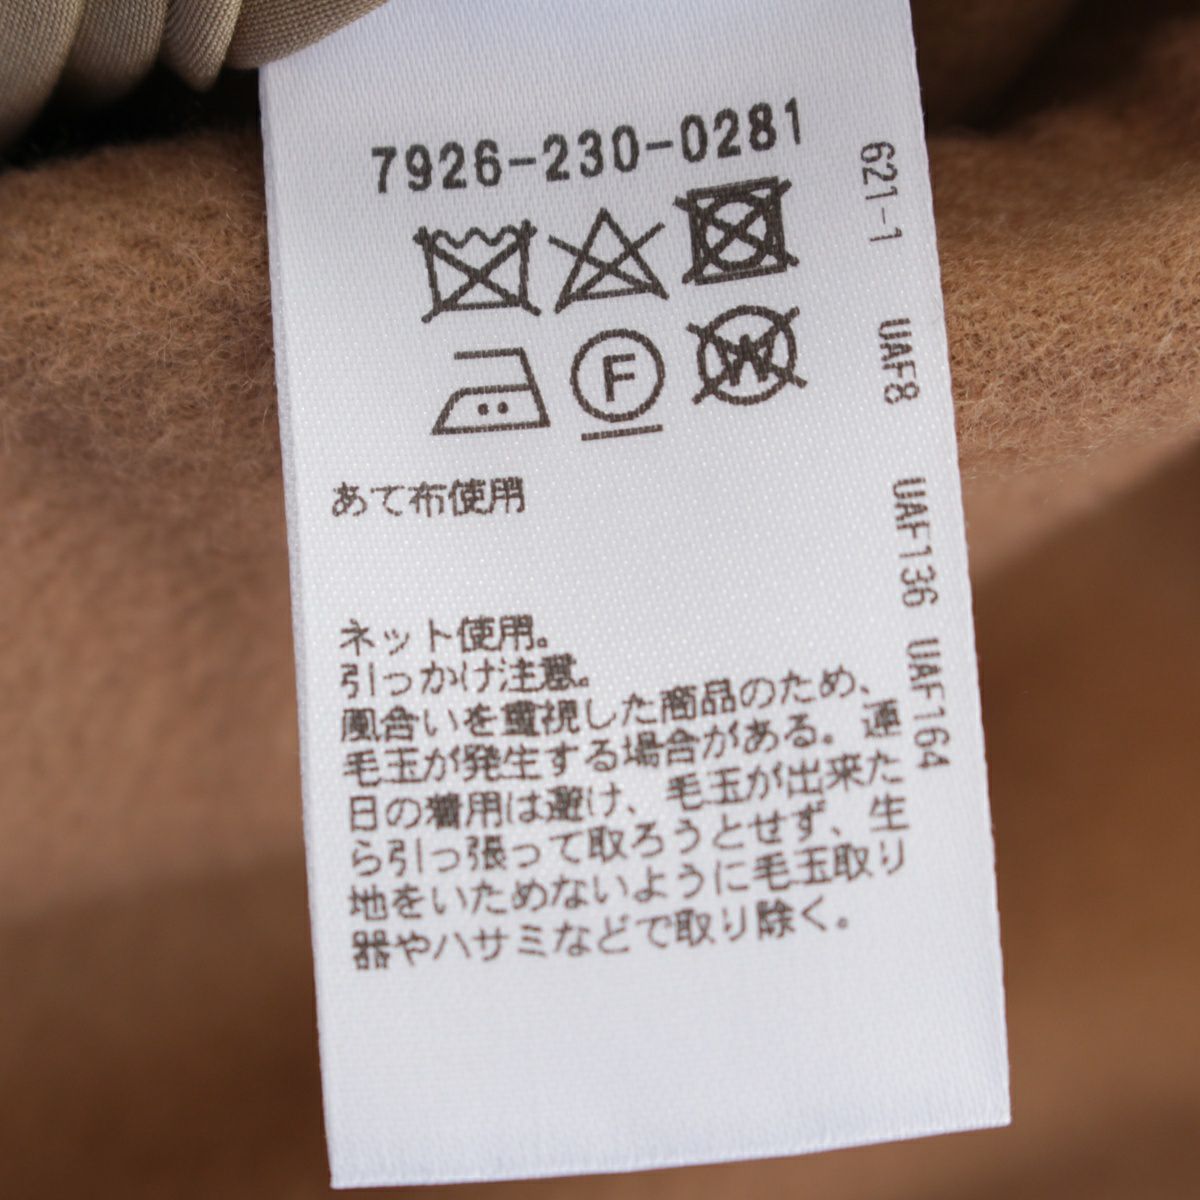 7926-230-0281
F
W
あて布使用
ネット使用。
引っかけ注意。
風合いを重視した商品のため、
毛玉が発生する場合がある。連
日の着用は避け、毛玉が出来た
ら引っ張って取ろうとせず、生
地をいためないように毛玉取り
器やハサミなどで取り除く。
621-1 UAF8 UAF136 UAF164